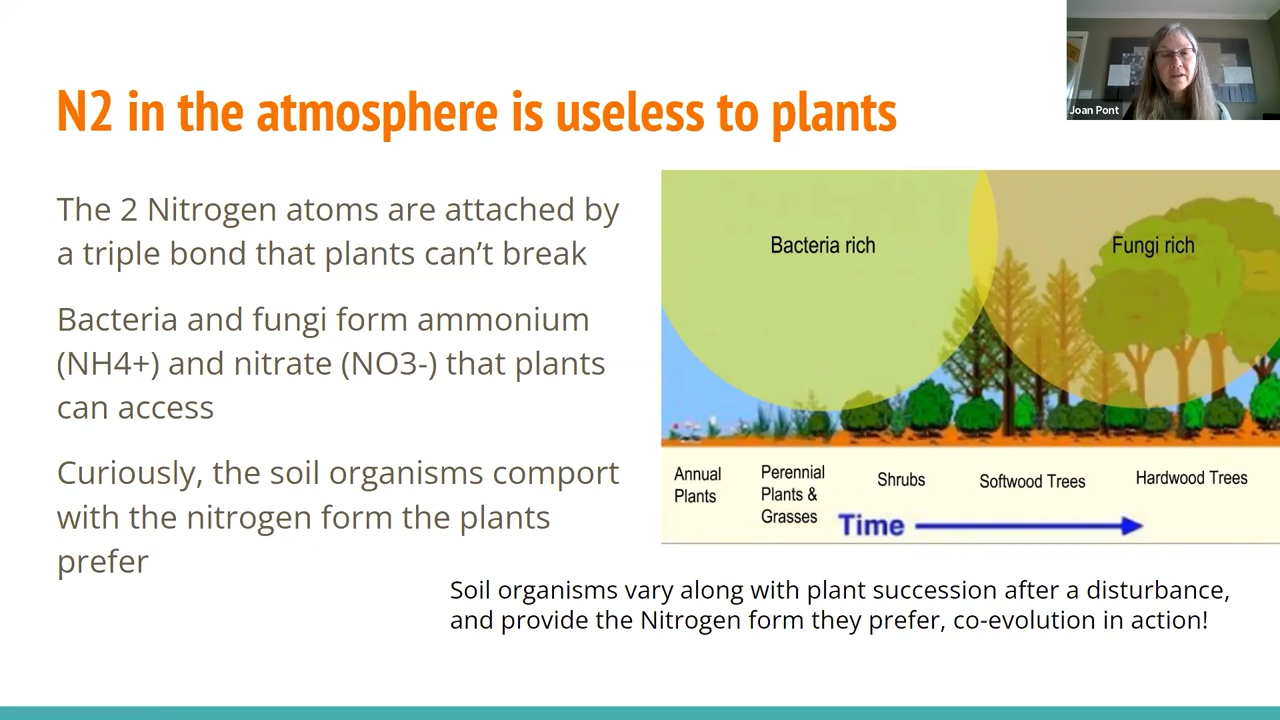 N2 in the atmosphere is useless to plants
Joan Pont
The 2 Nitrogen atoms are attached by
a triple bond that plants can’t break
Bacteria and fungi form ammonium
(NH4+) and nitrate (NO3-) that plants
can access
Curiously, the soil organisms comport
with the nitrogen form the plants
prefer
Bacteria rich
Fungi rich
Annual
Plants
Perennial
Plants &
Grasses
Shrubs
Softwood Trees
Hardwood Trees
Time
Soil organisms vary along with plant succession after a disturbance,
and provide the Nitrogen form they prefer, co-evolution in action!